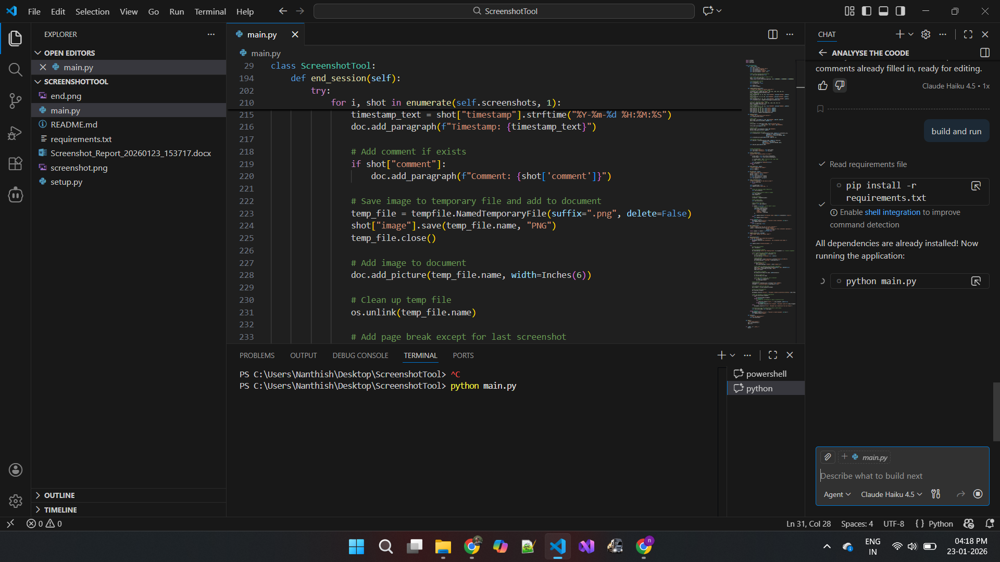 File Edit Selection View Go Run Terminal Help
ScreenshotTool
EXPLORER
OPEN EDITORS
main.py
SCREENSHOTTOOL
end.png
main.py
README.md
requirements.txt
Screenshot_Report_20260123_153717.docx
screenshot.png
setup.py
OUTLINE
TIMELINE
main.py
main.py
29 class ScreenshotTool:
194 def end_session(self):
202 try:
210 for i, shot in enumerate(self.screenshots, 1):
215 timestamp_text = shot["timestamp"].strftime("%Y-%m-%d %H:%M:%S")
216 doc.add_paragraph(f"Timestamp: {timestamp_text}")
217
218 # Add comment if exists
219 if shot["comment"]:
220 doc.add_paragraph(f"Comment: {shot['comment']}")
221
222 # Save image to temporary file and add to document
223 temp_file = tempfile.NamedTemporaryFile(suffix=".png", delete=False)
224 shot["image"].save(temp_file.name, "PNG")
225 temp_file.close()
226
227 # Add image to document
228 doc.add_picture(temp_file.name, width=Inches(6))
229
230 # Clean up temp file
231 os.unlink(temp_file.name)
232
233 # Add page break except for last screenshot
PROBLEMS OUTPUT DEBUG CONSOLE TERMINAL PORTS
PS C:\Users\Nanthish\Desktop\ScreenshotTool> ^C
PS C:\Users\Nanthish\Desktop\ScreenshotTool> python main.py
powershell
python
CHAT
ANALYYSE THE COODE
comments already filled in, ready for editing.
Claude Haiku 4.5 • 1x
build and run
Read requirements file
pip install -r
requirements.txt
Enable shell integration to improve
command detection
All dependencies are already installed! Now
running the application:
python main.py
main.py
Describe what to build next
Agent Claude Haiku 4.5
0 0
Ln 31, Col 28 Spaces: 4 UTF-8 { } Python
ENG
IN
04:18 PM
23-01-2026